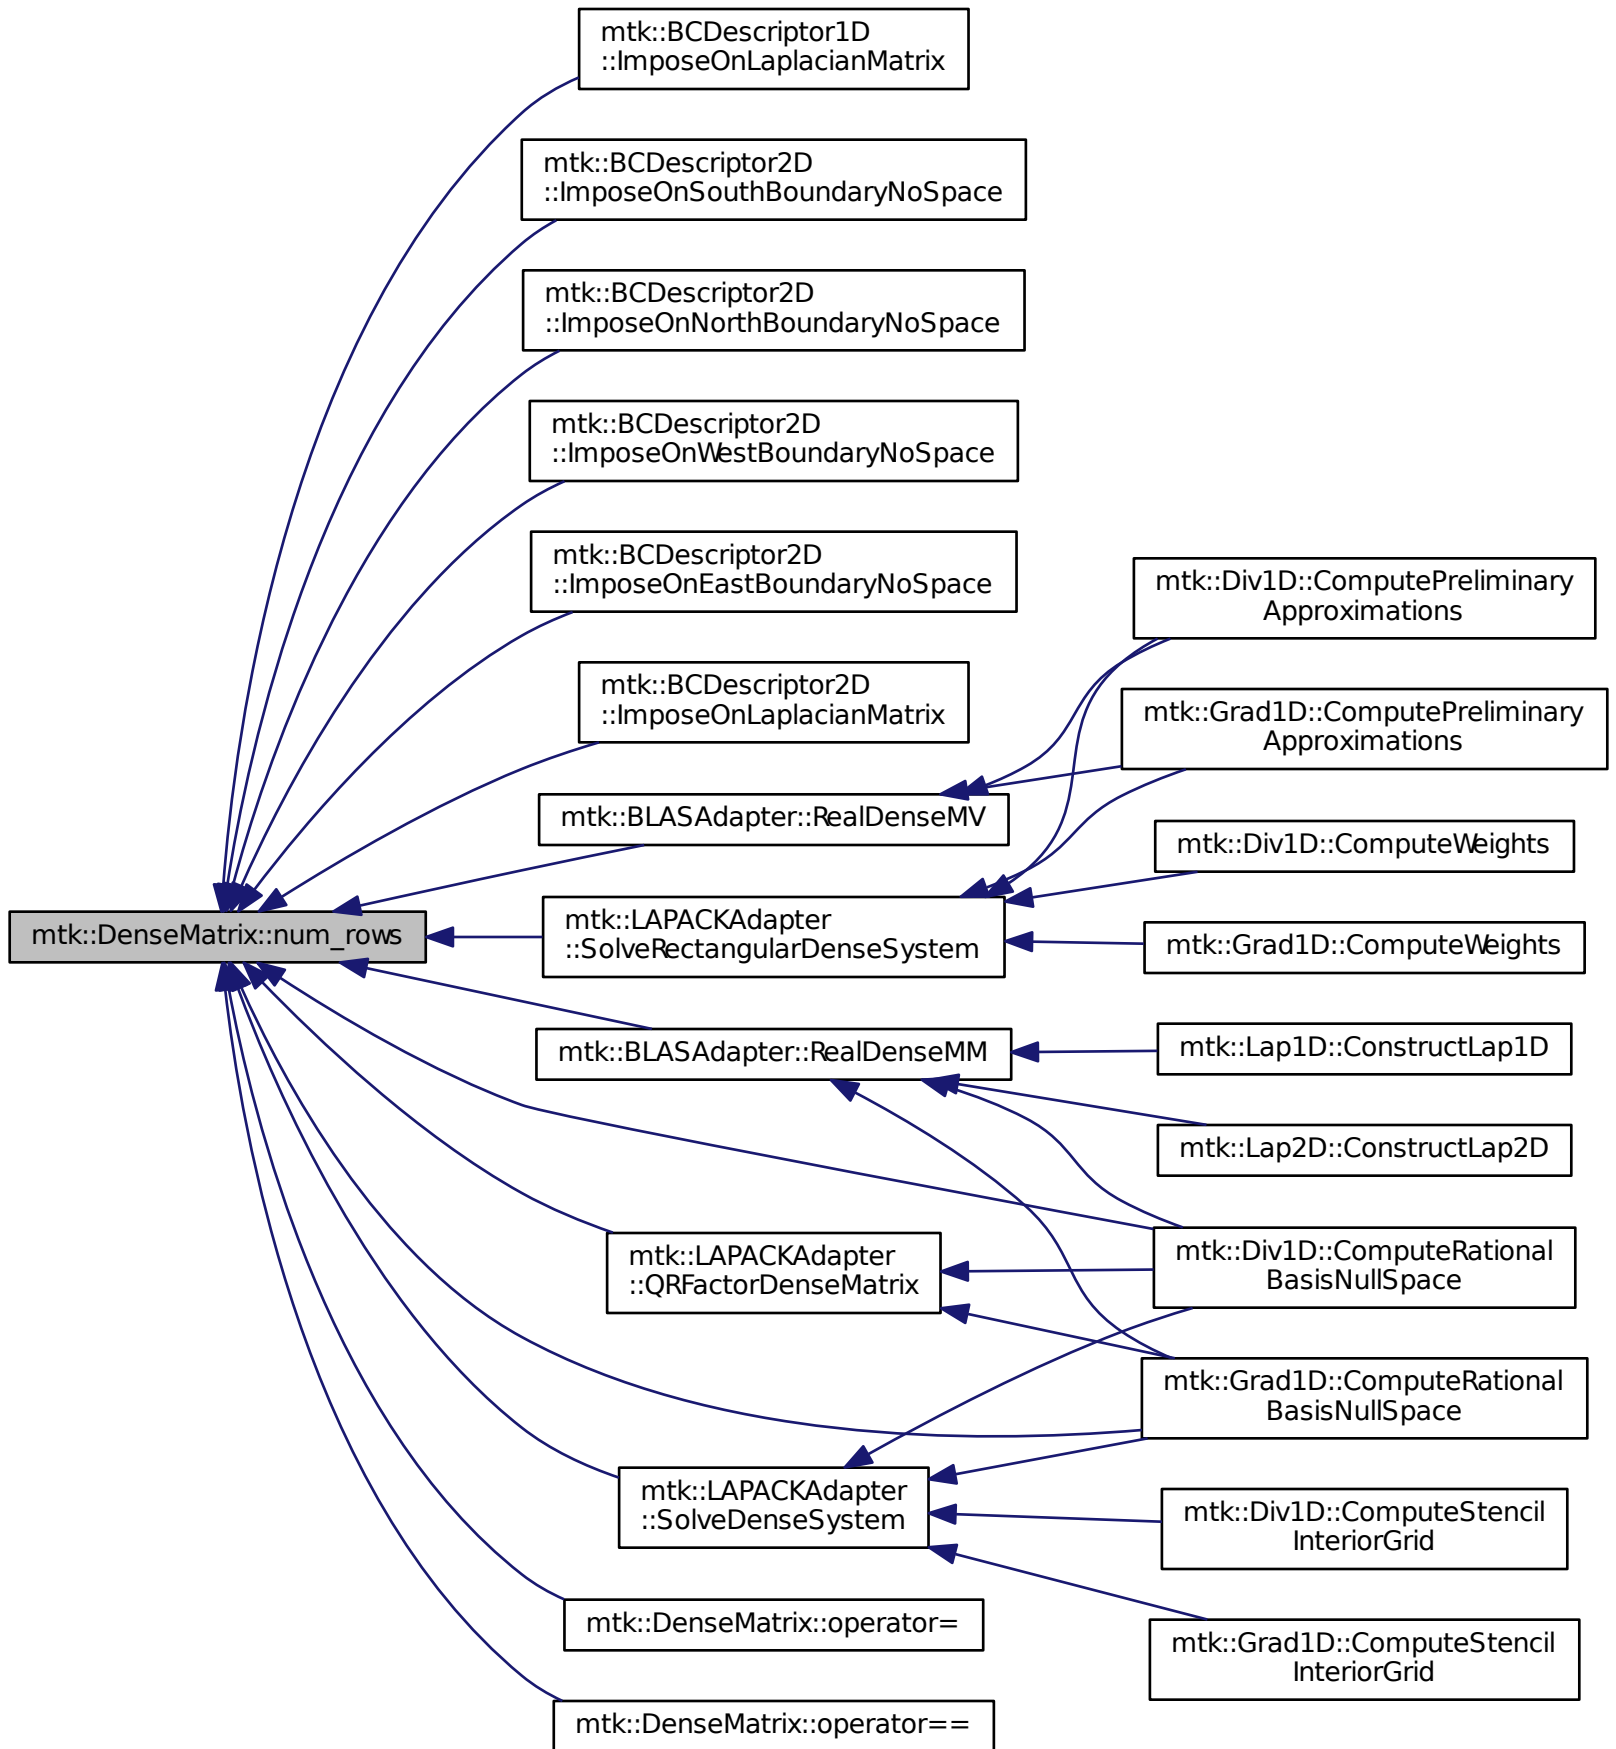 mtk::BCDescriptor1D
::ImposeOnLaplacianMatrix
mtk::BCDescriptor2D
::ImposeOnSouthBoundaryNoSpace
mtk::BCDescriptor2D
::ImposeOnNorthBoundaryNoSpace
mtk::BCDescriptor2D
::ImposeOnWestBoundaryNoSpace
mtk::BCDescriptor2D
::ImposeOnEastBoundaryNoSpace
mtk::BCDescriptor2D
::ImposeOnLaplacianMatrix
mtk::BLASAdapter::RealDenseMV
mtk::DenseMatrix::num_rows
mtk::LAPACKAdapter
::SolveRectangularDenseSystem
mtk::BLASAdapter::RealDenseMM
mtk::LAPACKAdapter
::QRFactorDenseMatrix
mtk::LAPACKAdapter
::SolveDenseSystem
mtk::DenseMatrix::operator=
mtk::DenseMatrix::operator==
mtk::Div1D::ComputePreliminary
Approximations
mtk::Grad1D::ComputePreliminary
Approximations
mtk::Div1D::ComputeWeights
mtk::Grad1D::ComputeWeights
mtk::Lap1D::ConstructLap1D
mtk::Lap2D::ConstructLap2D
mtk::Div1D::ComputeRational
BasisNullSpace
mtk::Grad1D::ComputeRational
BasisNullSpace
mtk::Div1D::ComputeStencil
InteriorGrid
mtk::Grad1D::ComputeStencil
InteriorGrid